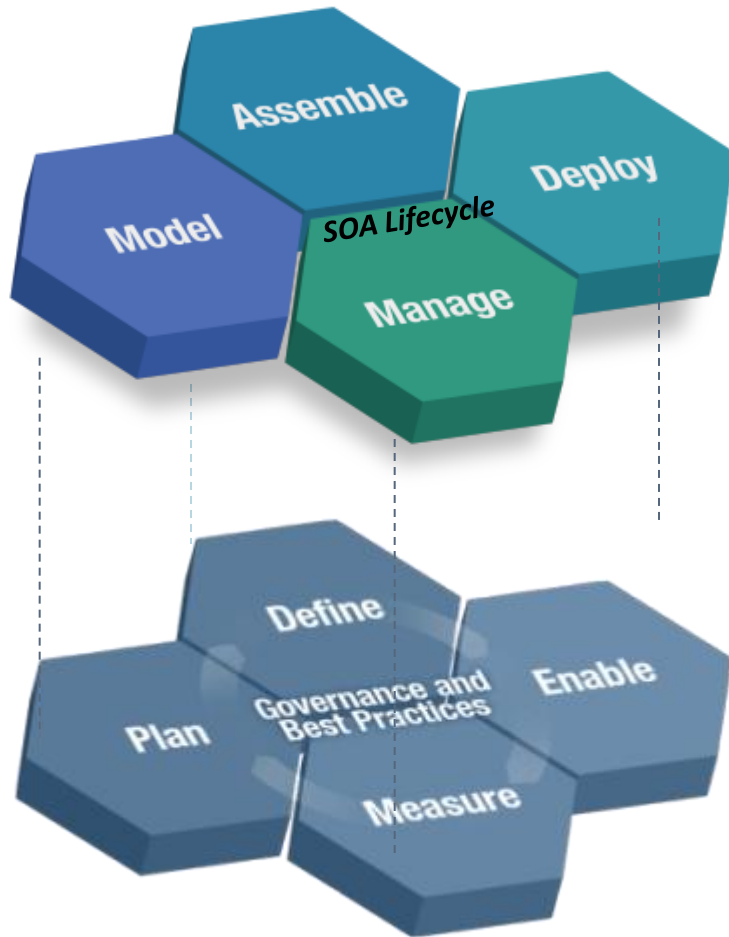 Assemble
Deploy
Model
SOA Lifecycle
Manage
Define
Enable
Governance and
Best Practices
Plan
Measure